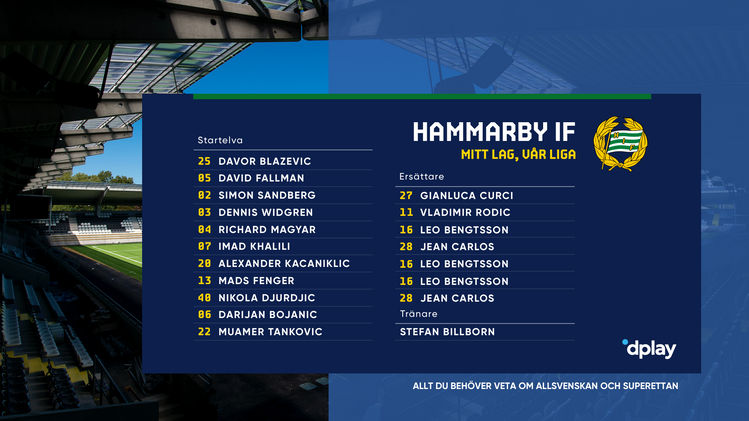 HAMMARBY IF
MITT LAG, VÅR LIGA
Startelva
25 DAVOR BLAZEVIC
05 DAVID FALLMAN
02 SIMON SANDBERG
03 DENNIS WIDGREN
04 RICHARD MAGYAR
07 IMAD KHALILI
20 ALEXANDER KACANIKLIC
13 MADS FENGER
40 NIKOLA DJURDJIC
06 DARIJAN BOJANIC
22 MUAMER TANKOVIC
Ersättare
27 GIANLUCA CURCI
11 VLADIMIR RODIC
16 LEO BENGTSSON
28 JEAN CARLOS
16 LEO BENGTSSON
16 LEO BENGTSSON
28 JEAN CARLOS
Tränare
STEFAN BILLBORN
dplay
ALLT DU BEHÖVER VETA OM ALLSVENSKAN OCH SUPERETTAN